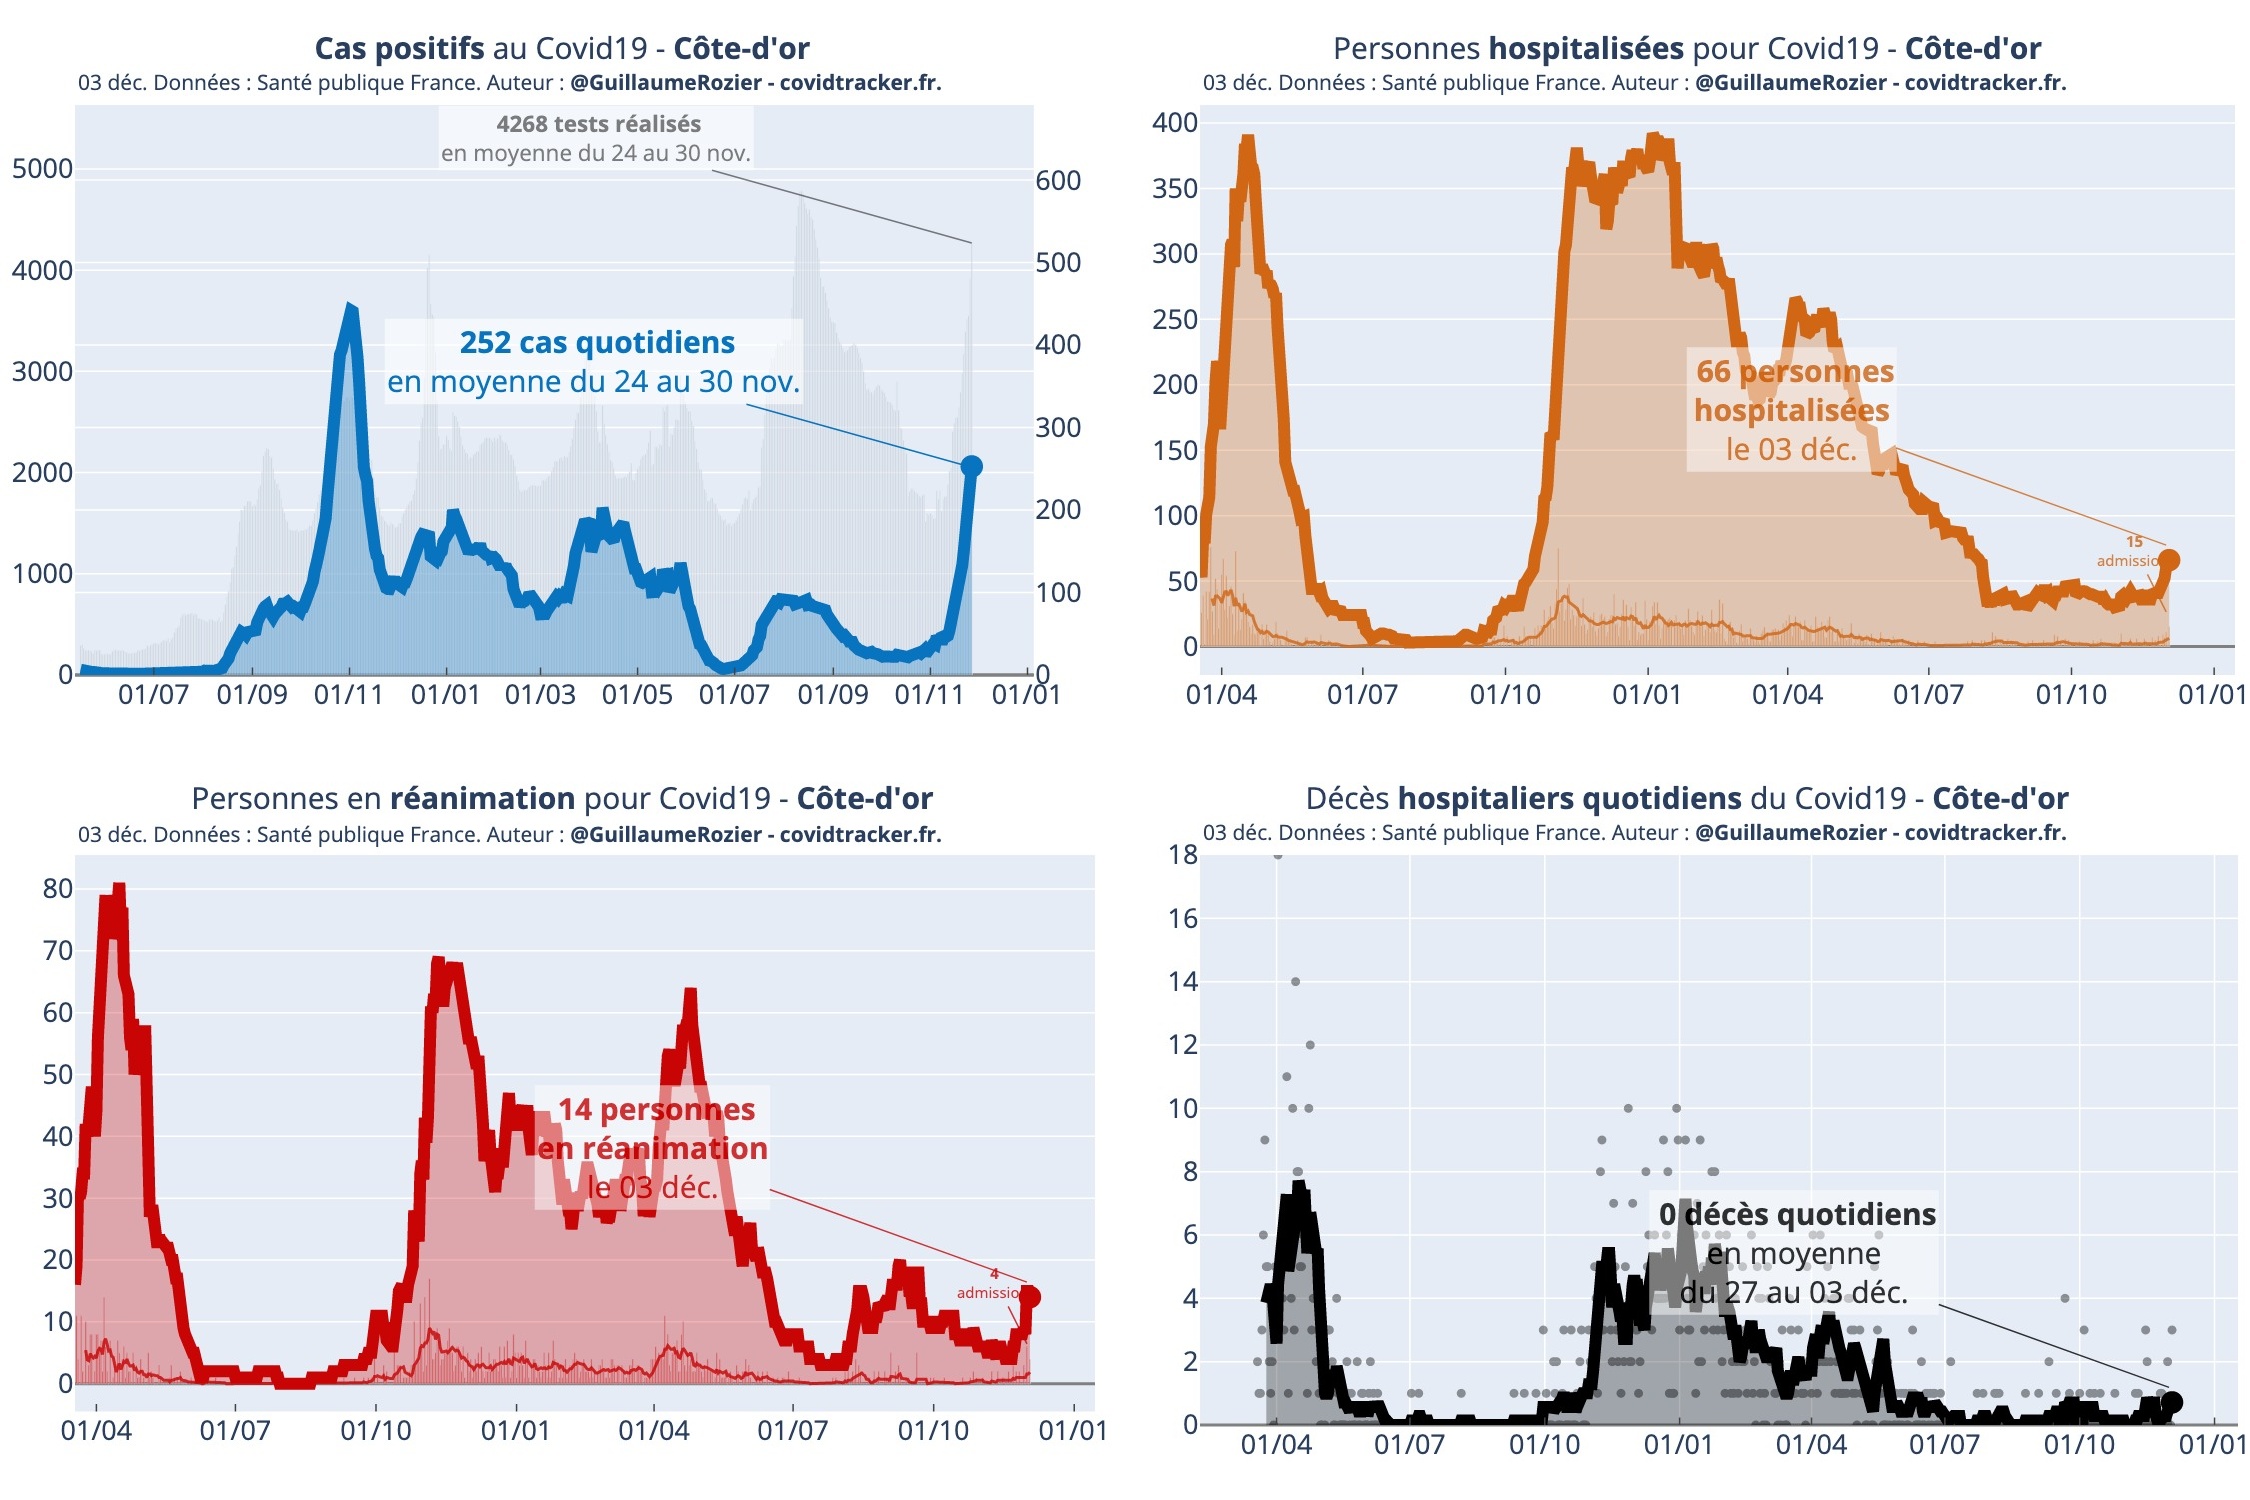 Cas positifs au Covid19 - Côte-d'or
03 déc. Données : Santé publique France. Auteur : @GuillaumeRozier - covidtracker.fr.
4268 tests réalisés
en moyenne du 24 au 30 nov.
252 cas quotidiens
en moyenne du 24 au 30 nov.
5000
4000
3000
2000
1000
0
600
500
400
300
200
100
0
01/07 01/09 01/11 01/01 01/03 01/05 01/07 01/09 01/11 01/01
Personnes hospitalisées pour Covid19 - Côte-d'or
03 déc. Données : Santé publique France. Auteur : @GuillaumeRozier - covidtracker.fr.
400
350
300
250
200
150
100
50
0
66 personnes
hospitalisées
le 03 déc.
15
admissio
01/04 01/07 01/10 01/01 01/04 01/07 01/10 01/01
Personnes en réanimation pour Covid19 - Côte-d'or
03 déc. Données : Santé publique France. Auteur : @GuillaumeRozier - covidtracker.fr.
80
70
60
50
40
30
20
10
0
14 personnes
en réanimation
le 03 déc.
4
admissio
01/04 01/07 01/10 01/01 01/04 01/07 01/10 01/01
Décès hospitaliers quotidiens du Covid19 - Côte-d'or
03 déc. Données : Santé publique France. Auteur : @GuillaumeRozier - covidtracker.fr.
18
16
14
12
10
8
6
4
2
0
0 décès quotidiens
en moyenne
du 27 au 03 déc.
01/04 01/07 01/10 01/01 01/04 01/07 01/10 01/01